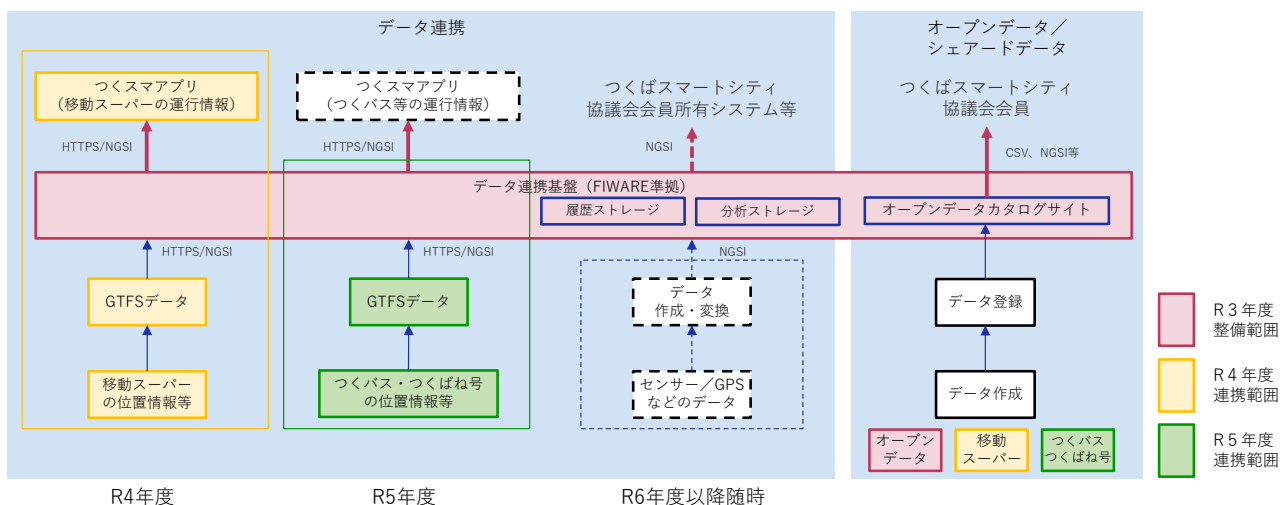 データ連携
つくスマアプリ
（移動スーパーの運行情報）
HTTPS/NGSI
つくスマアプリ
（つくバス等の運行情報）
HTTPS/NGSI
つくばスマートシティ
協議会会員所有システム等
NGSI
オープンデータ／
シェアードデータ
つくばスマートシティ
協議会会員
CSV、NGSI等
データ連携基盤（FIWARE準拠）
履歴ストレージ
分析ストレージ
オープンデータカタログサイト
HTTPS/NGSI
GTFSデータ
移動スーパー
の位置情報等
HTTPS/NGSI
GTFSデータ
つくバス・つくばね号
の位置情報等
NGSI
データ
作成・変換
センサー／GPS
などのデータ
データ登録
データ作成
オープン
データ
移動
スーパー
つくバス
つくばね号
R３年度
整備範囲
R４年度
連携範囲
R５年度
連携範囲
R4年度
R5年度
R6年度以降随時